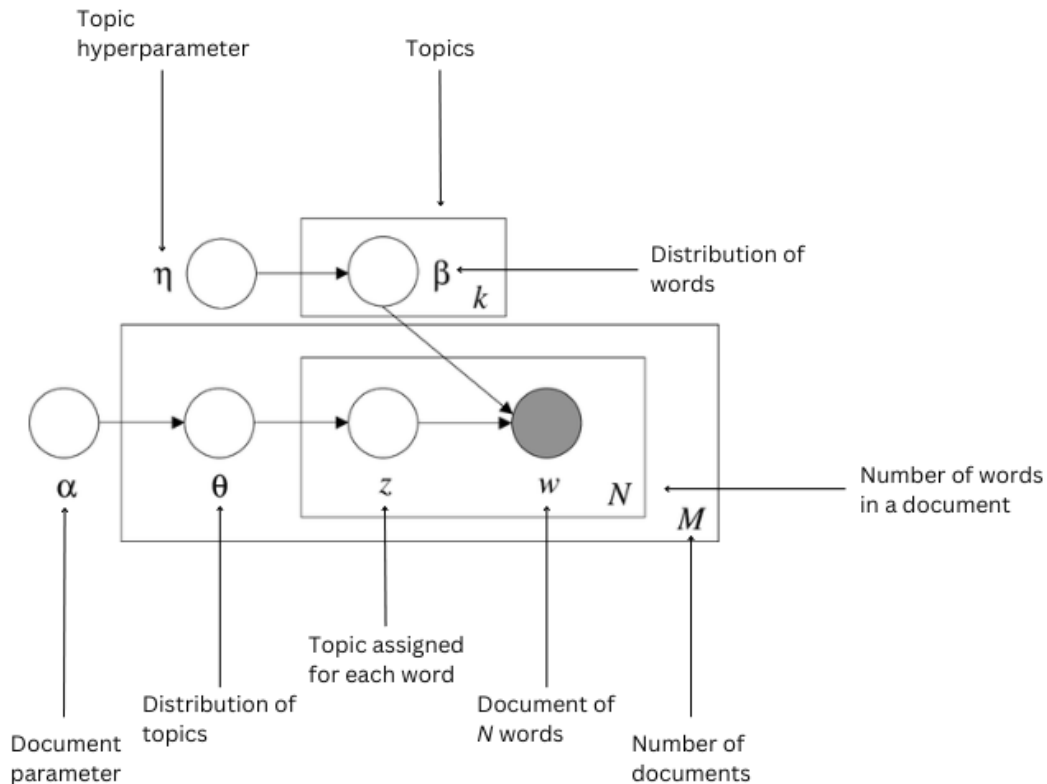 Topic
hyperparameter
Topics
η
β
k
Distribution of
words
α
θ
z
w
N
M
Number of words
in a document
Topic assigned
for each word
Distribution of
topics
Document of
N words
Document
parameter
Number of
documents